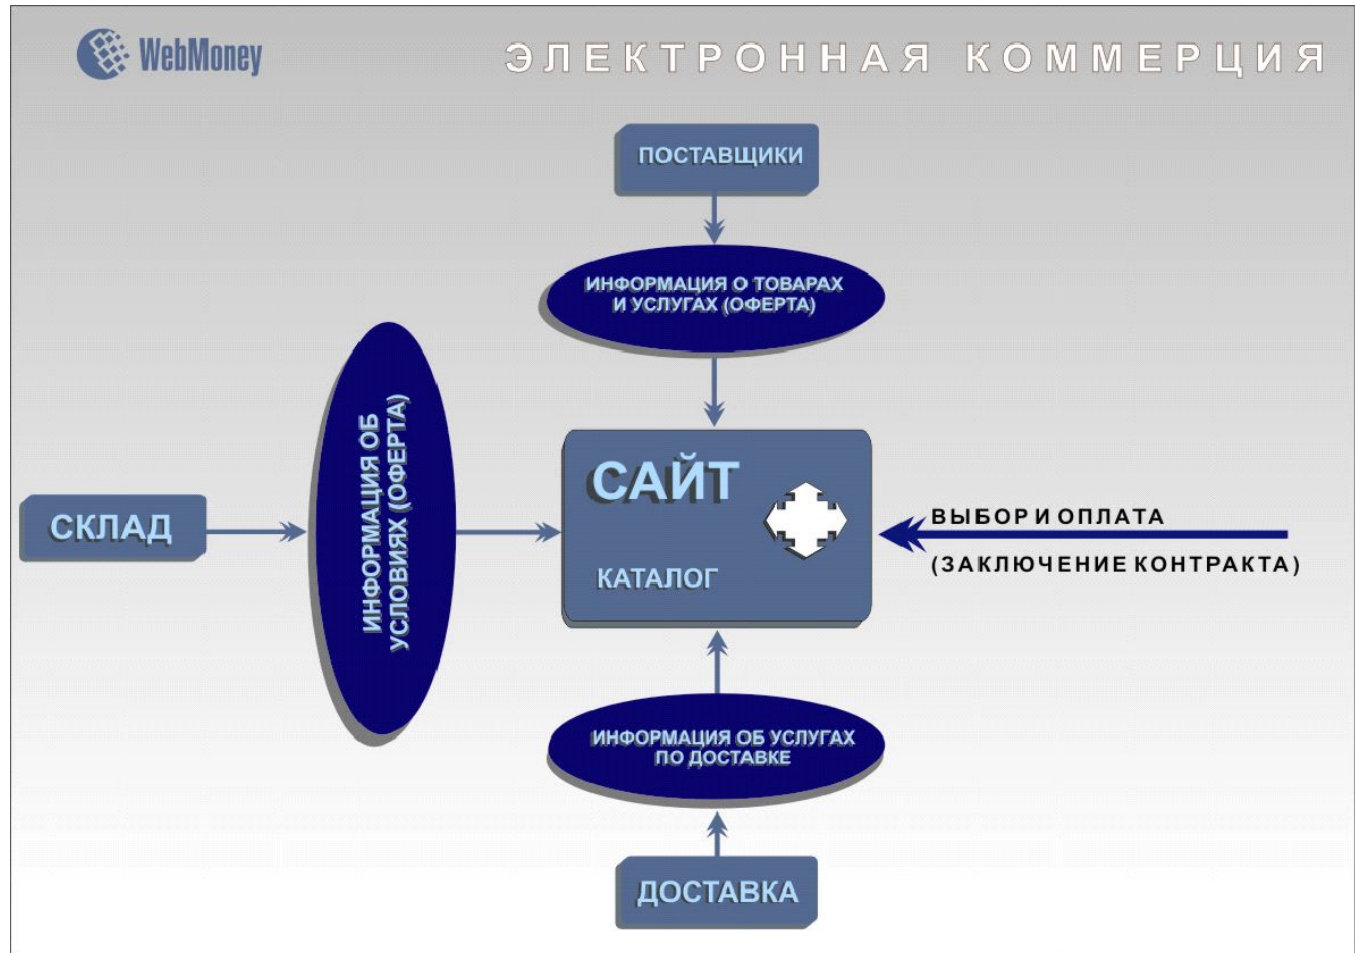 WebMoney
ЭЛЕКТРОННАЯ КОММЕРЦИЯ
ПОСТАВЩИКИ
ИНФОРМАЦИЯ О ТОВАРАХ
И УСЛУГАХ (ОФЕРТА)
ИНФОРМАЦИЯ ОБ
УСЛОВИЯХ (ОФЕРТА)
СКЛАД
САЙТ
КАТАЛОГ
ВЫБОР И ОПЛАТА
(ЗАКЛЮЧЕНИЕ КОНТРАКТА)
ИНФОРМАЦИЯ ОБ УСЛУГАХ
ПО ДОСТАВКЕ
ДОСТАВКА